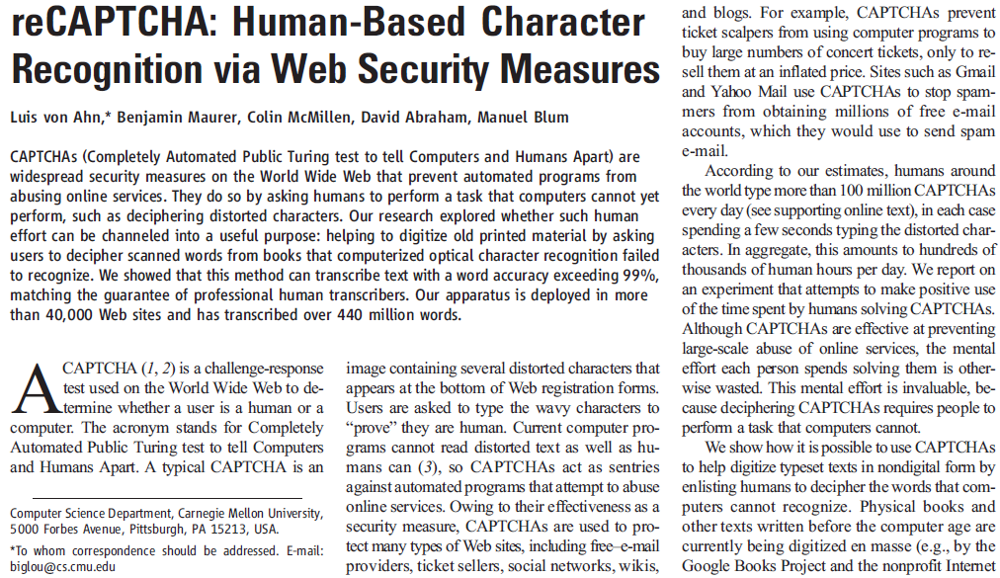 reCAPTCHA: Human-Based Character
Recognition via Web Security Measures
Luis von Ahn,* Benjamin Maurer, Colin McMillen, David Abraham, Manuel Blum
CAPTCHAs (Completely Automated Public Turing test to tell Computers and Humans Apart) are
widespread security measures on the World Wide Web that prevent automated programs from
abusing online services. They do so by asking humans to perform a task that computers cannot yet
perform, such as deciphering distorted characters. Our research explored whether such human
effort can be channeled into a useful purpose: helping to digitize old printed material by asking
users to decipher scanned words from books that computerized optical character recognition failed
to recognize. We showed that this method can transcribe text with a word accuracy exceeding 99%,
matching the guarantee of professional human transcribers. Our apparatus is deployed in more
than 40,000 Web sites and has transcribed over 440 million words.
A CAPTCHA (1, 2) is a challenge-response
test used on the World Wide Web to de-
termine whether a user is a human or a
computer. The acronym stands for Completely
Automated Public Turing test to tell Computers
and Humans Apart. A typical CAPTCHA is an
Computer Science Department, Carnegie Mellon University,
5000 Forbes Avenue, Pittsburgh, PA 15213, USA.
*To whom correspondence should be addressed. E-mail:
biglou@cs.cmu.edu
image containing several distorted characters that
appears at the bottom of Web registration forms.
Users are asked to type the wavy characters to
“prove” they are human. Current computer pro-
grams cannot read distorted text as well as hu-
mans can (3), so CAPTCHAs act as sentries
against automated programs that attempt to abuse
online services. Owing to their effectiveness as a
security measure, CAPTCHAs are used to pro-
tect many types of Web sites, including free–e-mail
providers, ticket sellers, social networks, wikis,
and blogs. For example, CAPTCHAs prevent
ticket scalpers from using computer programs to
buy large numbers of concert tickets, only to re-
sell them at an inflated price. Sites such as Gmail
and Yahoo Mail use CAPTCHAs to stop spam-
mers from obtaining millions of free e-mail
accounts, which they would use to send spam
e-mail.
According to our estimates, humans around
the world type more than 100 million CAPTCHAs
every day (see supporting online text), in each case
spending a few seconds typing the distorted char-
acters. In aggregate, this amounts to hundreds of
thousands of human hours per day. We report on
an experiment that attempts to make positive use
of the time spent by humans solving CAPTCHAs.
Although CAPTCHAs are effective at preventing
large-scale abuse of online services, the mental
effort each person spends solving them is other-
wise wasted. This mental effort is invaluable, be-
cause deciphering CAPTCHAs requires people to
perform a task that computers cannot.
We show how it is possible to use CAPTCHAs
to help digitize typeset texts in nondigital form by
enlisting humans to decipher the words that com-
puters cannot recognize. Physical books and
other texts written before the computer age are
currently being digitized en masse (e.g., by the
Google Books Project and the nonprofit Internet